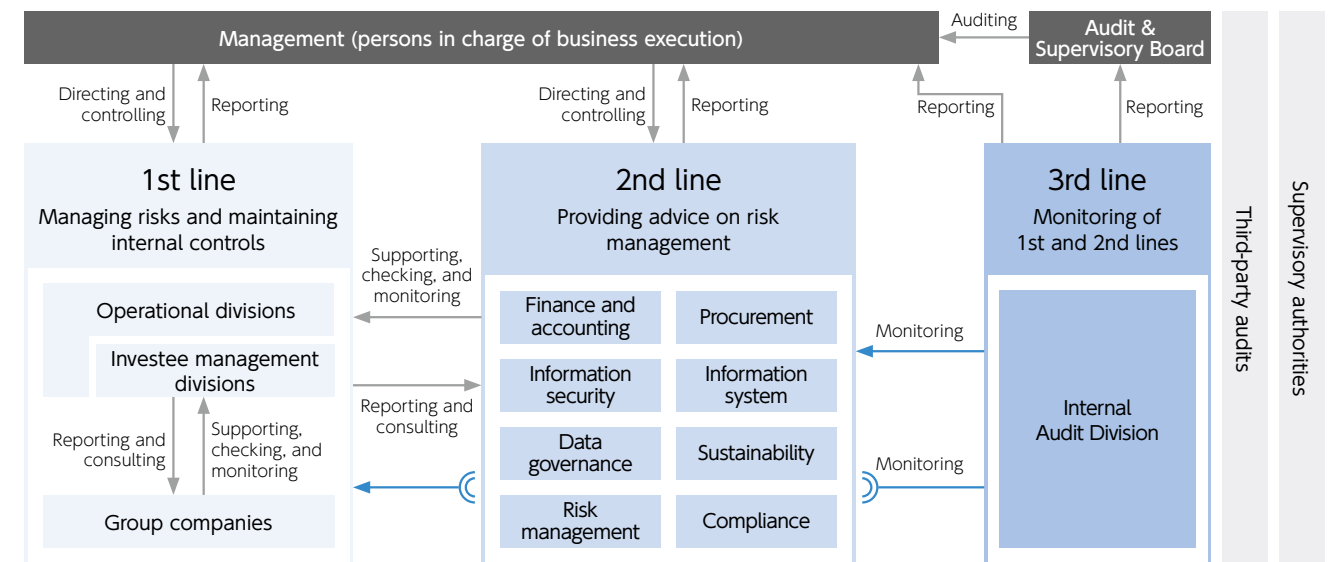 Management (persons in charge of business execution)
Auditing
Audit &
Supervisory Board
Directing and
controlling
Reporting
Directing and
controlling
Reporting
Reporting
Reporting
1st line
Managing risks and maintaining
internal controls
Operational divisions
Investee management
divisions
Reporting and
consulting
Supporting,
checking, and
monitoring
Group companies
Supporting,
checking, and
monitoring
Reporting and
consulting
2nd line
Providing advice on risk
management
Finance and
accounting
Procurement
Information
security
Information
system
Data
governance
Sustainability
Risk
management
Compliance
Monitoring
Monitoring
3rd line
Monitoring of
1st and 2nd lines
Internal
Audit Division
Third-party audits
Supervisory authorities